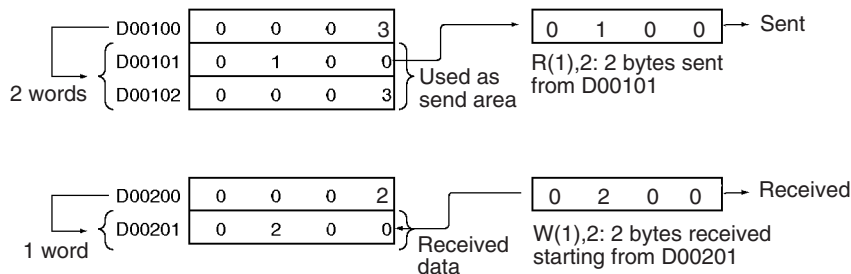 D00100 0 0 0 3
D00101 0 1 0 0
D00102 0 0 0 3
2 words
Used as
send area
0 1 0 0 Sent
R(1),2: 2 bytes sent
from D00101
D00200 0 0 0 2
D00201 0 2 0 0
1 word
Received
data
0 2 0 0 Received
W(1),2: 2 bytes received
starting from D00201